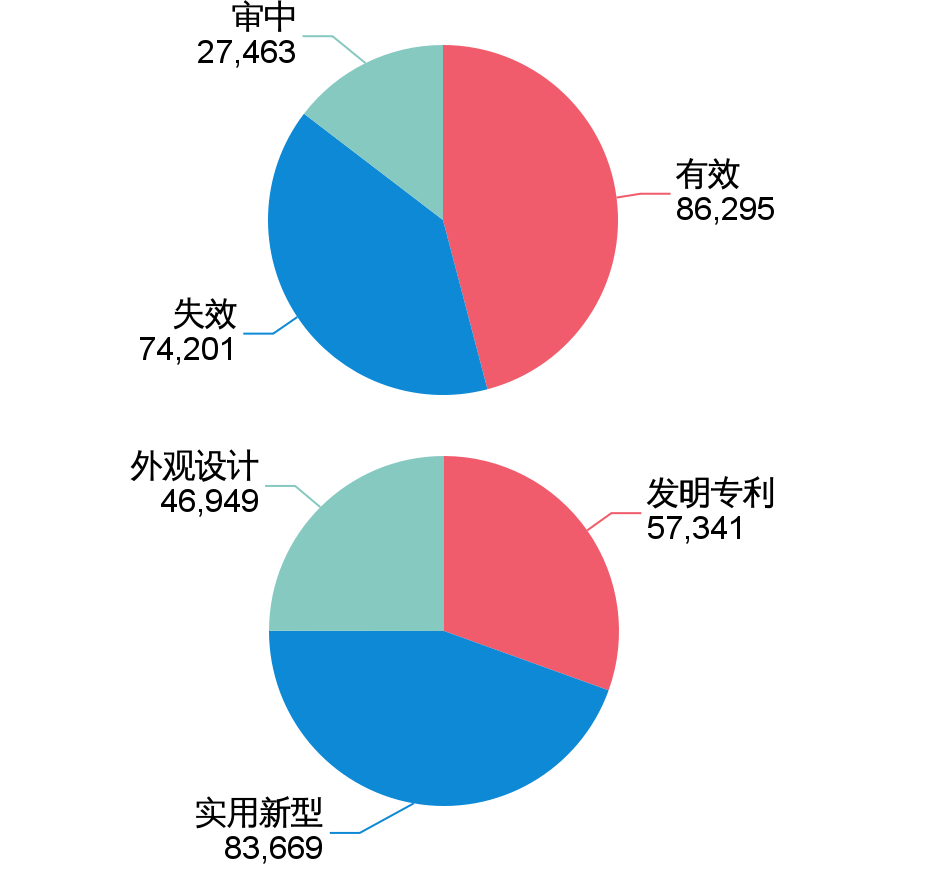 审中
27,463
有效
86,295
失效
74,201
外观设计
46,949
发明专利
57,341
实用新型
83,669